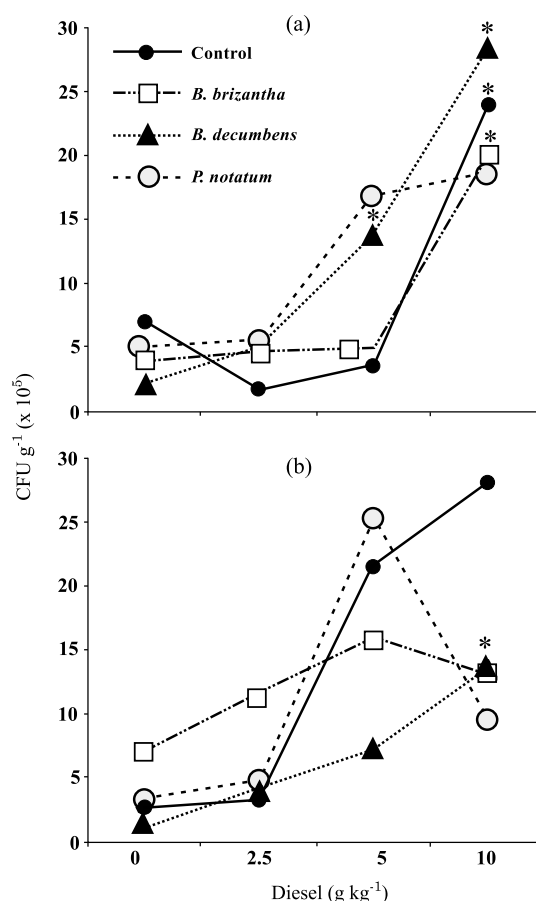 (a)
30
25
20
15
10
5
0
Control
B. brizantha
B. decumbens
P. notatum
*
*
*
*
CFU g⁻¹ (x 10⁵)
(b)
30
25
20
15
10
5
0
*
0 2.5 5 10
Diesel (g kg⁻¹)